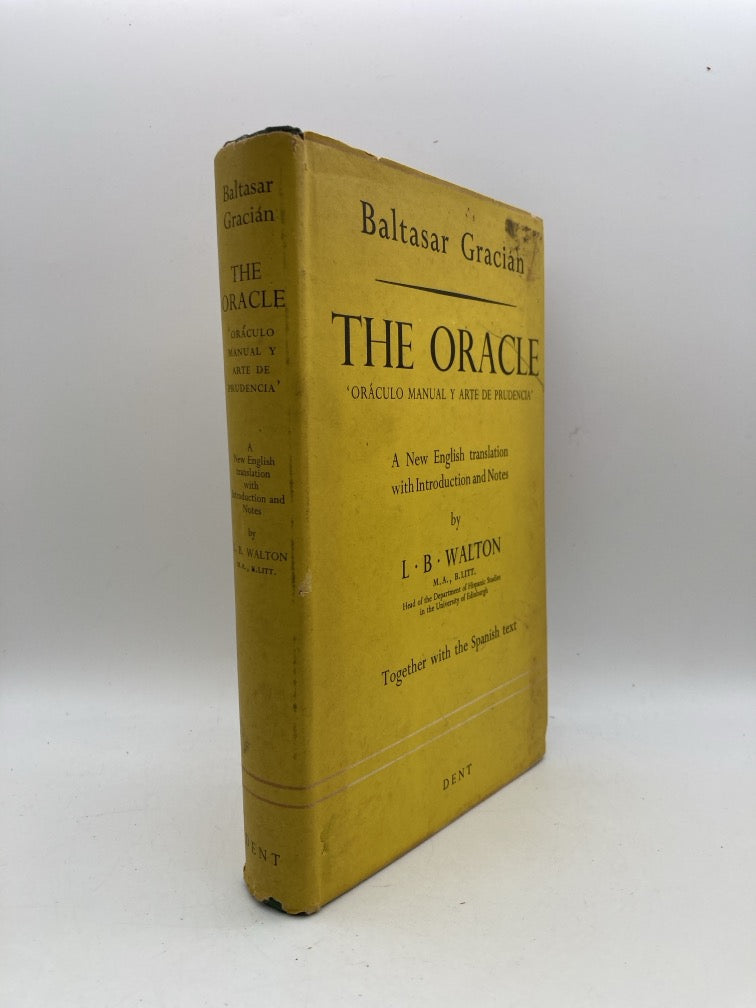 Baltasar
Gracián
THE
ORACLE
'ORÁCULO
MANUAL Y
ARTE DE
PRUDENCIA'
A
New English
translation
with
Introduction and
Notes
by
L. B. WALTON
M.A., B.LITT.
DENT
Baltasar Gracián
THE ORACLE
'ORÁCULO MANUAL Y ARTE DE PRUDENCIA'
A New English translation
with Introduction and Notes
by
L · B · WALTON
M.A., B.LITT.
Head of the Department of Hispanic Studies
in the University of Edinburgh
Together with the Spanish text
DENT